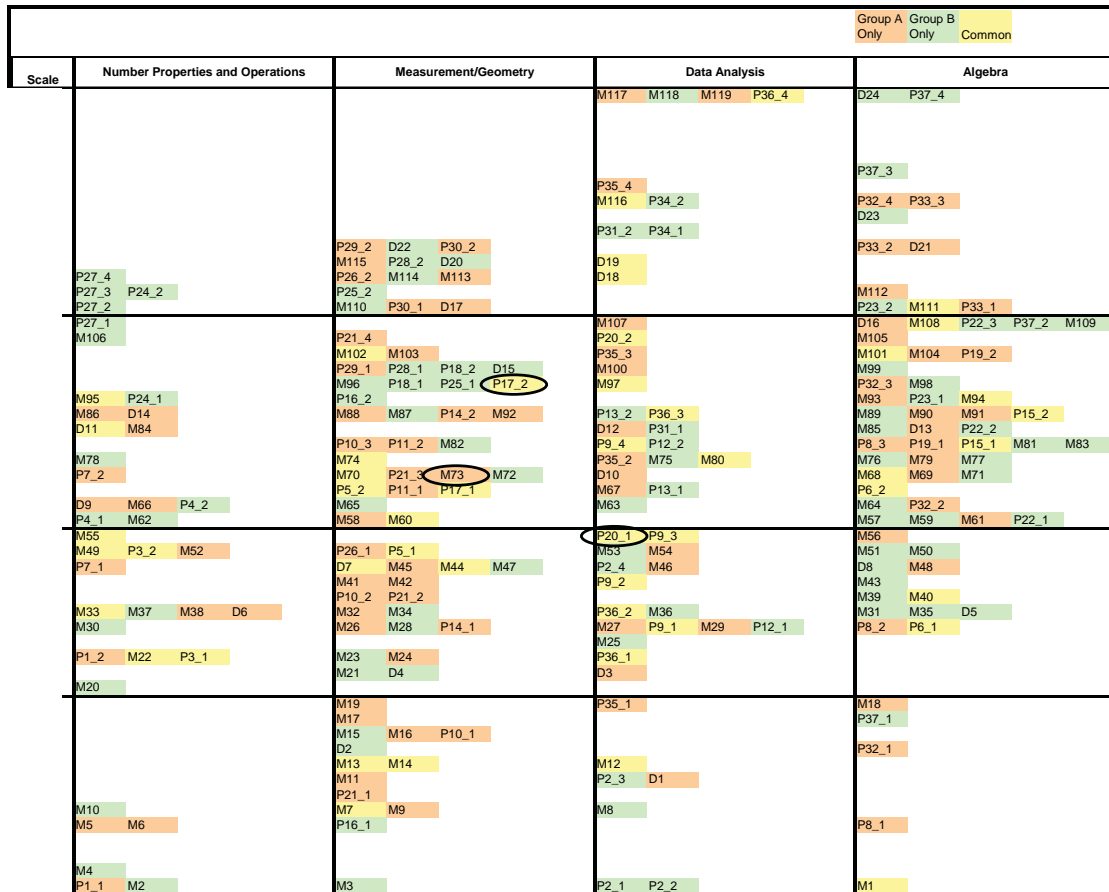 Group A Group B
Only Only Common
Scale Number Properties and Operations Measurement/Geometry Data Analysis Algebra
M117 M118 M119 P36_4 D24 P37_4
P37_3
P35_4
M116 P34_2 P32_4 P33_3
D23
P31_2 P34_1
P29_2 D22 P30_2 P33_2 D21
M115 P28_2 D20 D19
P27_4 P26_2 M114 M113 D18
P27_3 P24_2 P25_2 M112
P27_2 M110 P30_1 D17 P23_2 M111 P33_1
P27_1 M107 D16 M108 P22_3 P37_2 M109
M106 P21_4 P20_2 M105
M102 M103 P35_3 M101 M104 P19_2
P29_1 P28_1 P18_2 D15 M100 M99
M96 P18_1 P25_1 P17_2 M97 P32_3 M98
M95 P24_1 P16_2 M93 P23_1 M94
M86 D14 M88 M87 P14_2 M92 P13_2 P36_3 M89 M90 M91 P15_2
D11 M84 D12 P31_1 M85 D13 P22_2
P10_3 P11_2 M82 P9_4 P12_2 P8_3 P19_1 P15_1 M81 M83
M78 M74 P35_2 M75 M80 M76 M79 M77
P7_2 M70 P21_3 M73 M72 D10 M68 M69 M71
P5_2 P11_1 P17_1 M67 P13_1 P6_2
D9 M66 P4_2 M65 M63 M64 P32_2
P4_1 M62 M58 M60 M57 M59 M61 P22_1
M55 P20_1 P9_3 M56
M49 P3_2 M52 P26_1 P5_1 M53 M54 M51 M50
P7_1 D7 M45 M44 M47 P2_4 M46 D8 M48
M41 M42 P9_2 M43
P10_2 P21_2 M39 M40
M33 M37 M38 D6 M32 M34 P36_2 M36 M31 M35 D5
M30 M26 M28 P14_1 M27 P9_1 M29 P12_1 P8_2 P6_1
M25
P1_2 M22 P3_1 M23 M24 P36_1
M21 D4 D3
M20
M19 P35_1 M18
M17 P37_1
M15 M16 P10_1
D2 P32_1
M13 M14 M12
M11 P2_3 D1
P21_1
M10 M7 M9 M8
M5 M6 P16_1 P8_1
M4
P1_1 M2 M3 P2_1 P2_2 M1